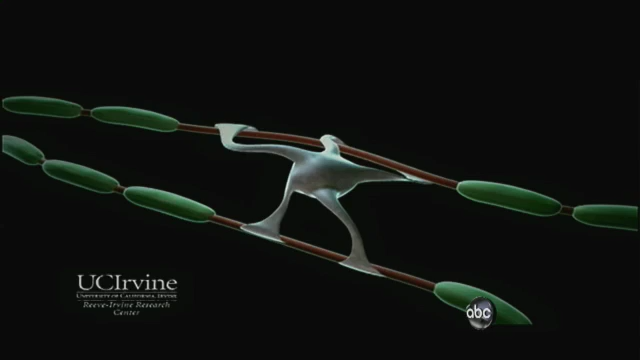 UCIrvine
UNIVERSITY OF CALIFORNIA, IRVINE
Reeve-Irvine Research
Center
abc